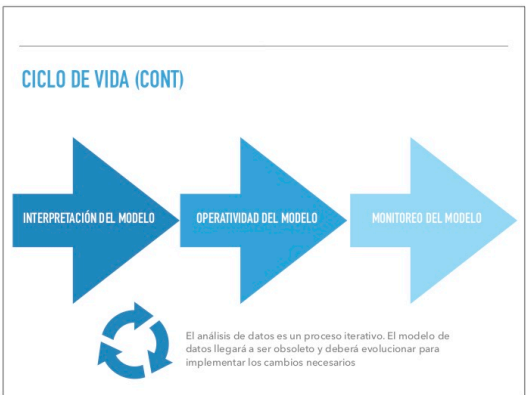 CICLO DE VIDA (CONT)
INTERPRETACIÓN DEL MODELO
OPERATIVIDAD DEL MODELO
MONITOREO DEL MODELO
El análisis de datos es un proceso iterativo. El modelo de
datos llegará a ser obsoleto y deberá evolucionar para
implementar los cambios necesarios